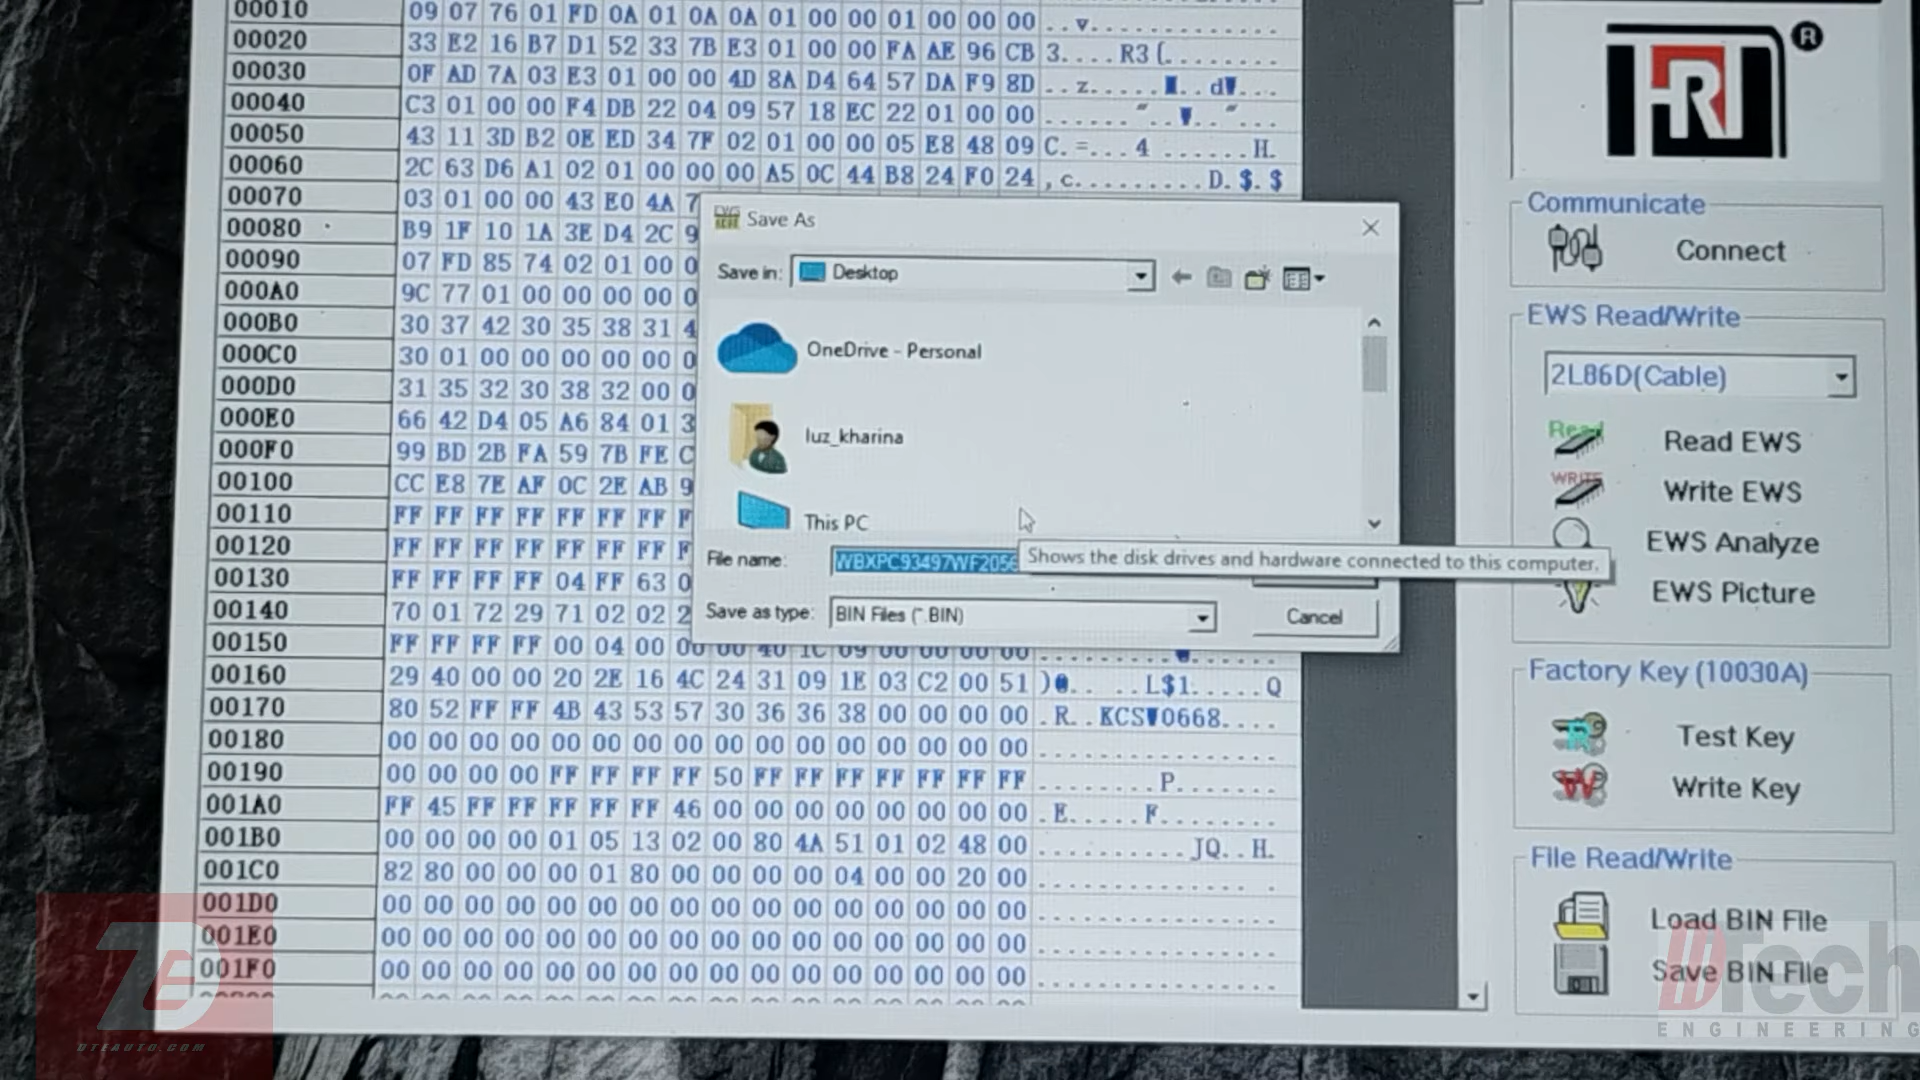 00010 09 07 76 01 FD 0A 01 0A 0A 01 00 00 01 00 00 00 ..v.............
00020 33 E2 16 B7 D1 52 33 7B E3 01 00 00 FA AE 96 CB 3....R3{........
00030 0F AD 7A 03 E3 01 00 00 4D 8A D4 64 57 DA F9 8D
00040 C3 01 00 00 F4 DB 22 04 09 57 18 EC 22 01 00 00
00050 43 11 3D B2 0E ED 34 7F 02 01 00 00 05 E8 48 09 C.=...4.......H.
00060 2C 63 D6 A1 02 01 00 00 00 A5 0C 44 B8 24 F0 24 ,c.........D.$.$
00070 03 01 00 00 43 E0 4A
00080 B9 1F 10 1A 3E D4 2C
00090 07 FD 85 74 02 01 00
000A0 9C 77 01 00 00 00 00
000B0 30 37 42 30 35 38 31
000C0 30 01 00 00 00 00 00
000D0 31 35 32 30 38 32 00
000E0 66 42 D4 05 A6 84 01
000F0 99 BD 2B FA 59 7B FE
00100 CC E8 7E AF 0C 2E AB
00110 FF FF FF FF FF FF FF
00120 FF FF FF FF FF FF FF
00130 FF FF FF FF 04 FF 63
00140 70 01 72 29 71 02 02
00150 FF FF FF FF 00 04 00 00 00 40 1C 09 00 00 00 00
00160 29 40 00 00 20 2E 16 4C 24 31 09 1E 03 C2 00 51 )@.. ..L$1.....Q
00170 80 52 FF FF 4B 43 53 57 30 36 36 38 00 00 00 00 .R..KCSW0668....
00180 00 00 00 00 00 00 00 00 00 00 00 00 00 00 00 00 ................
00190 00 00 00 00 FF FF FF FF 50 FF FF FF FF FF FF FF ........P.......
001A0 FF 45 FF FF FF FF FF 46 00 00 00 00 00 00 00 00 .E.....F........
001B0 00 00 00 00 01 05 13 02 00 80 4A 51 01 02 48 00 ..........JQ..H.
001C0 82 80 00 00 00 01 80 00 00 00 00 04 00 00 20 00 .............. .
001D0 00 00 00 00 00 00 00 00 00 00 00 00 00 00 00 00 ................
001E0 00 00 00 00 00 00 00 00 00 00 00 00 00 00 00 00 ................
001F0 00 00 00 00 00 00 00 00 00 00 00 00 00 00 00 00 ................
Save As
Save in: Desktop
OneDrive - Personal
luz_kharina
This PC
File name: WBXPC93497WF2056
Shows the disk drives and hardware connected to this computer.
Save as type: BIN Files (*.BIN)
Cancel
®
Communicate
Connect
EWS Read/Write
2L86D(Cable)
Read
Read EWS
WRITE
Write EWS
EWS Analyze
EWS Picture
Factory Key (10030A)
Test Key
Write Key
File Read/Write
Load BIN File
Save BIN File
DTEAUTO.COM
Tech
ENGINEERING